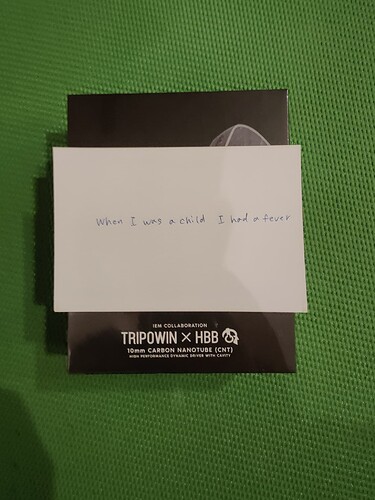 When I was a child I had a fever
IEM COLLABORATION
TRIPOWIN × HBB
10mm CARBON NANOTUBE (CNT)
HIGH PERFORMANCE DYNAMIC DRIVER WITH CAVITY